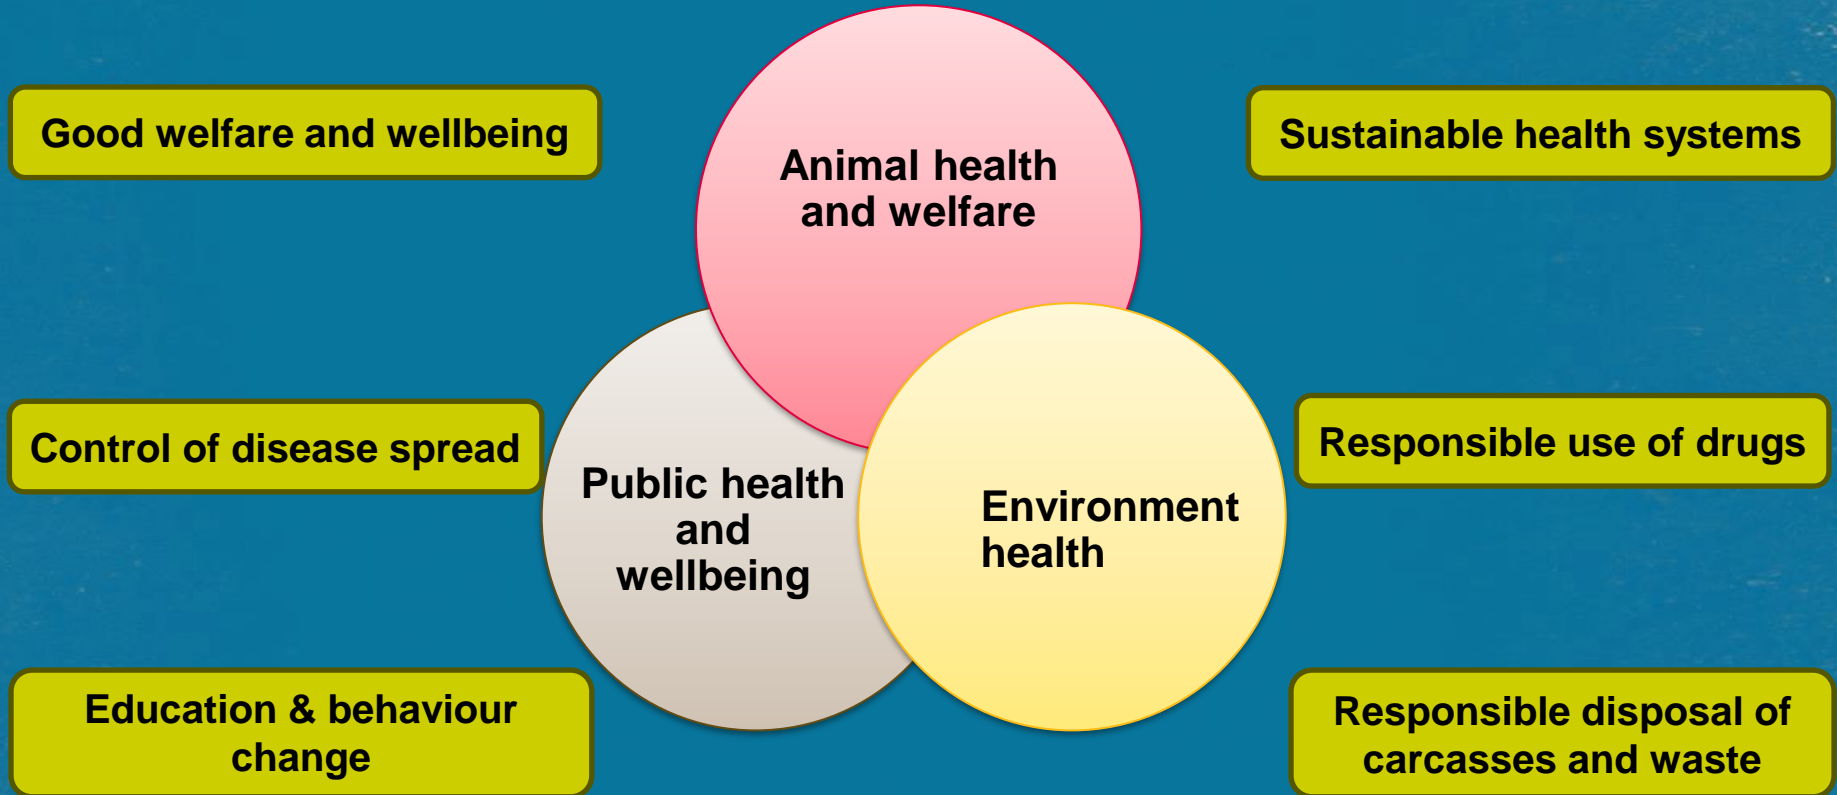 Good welfare and wellbeing
Animal health
and welfare
Sustainable health systems
Control of disease spread
Public health
and
wellbeing
Environment
health
Responsible use of drugs
Education & behaviour
change
Responsible disposal of
carcasses and waste